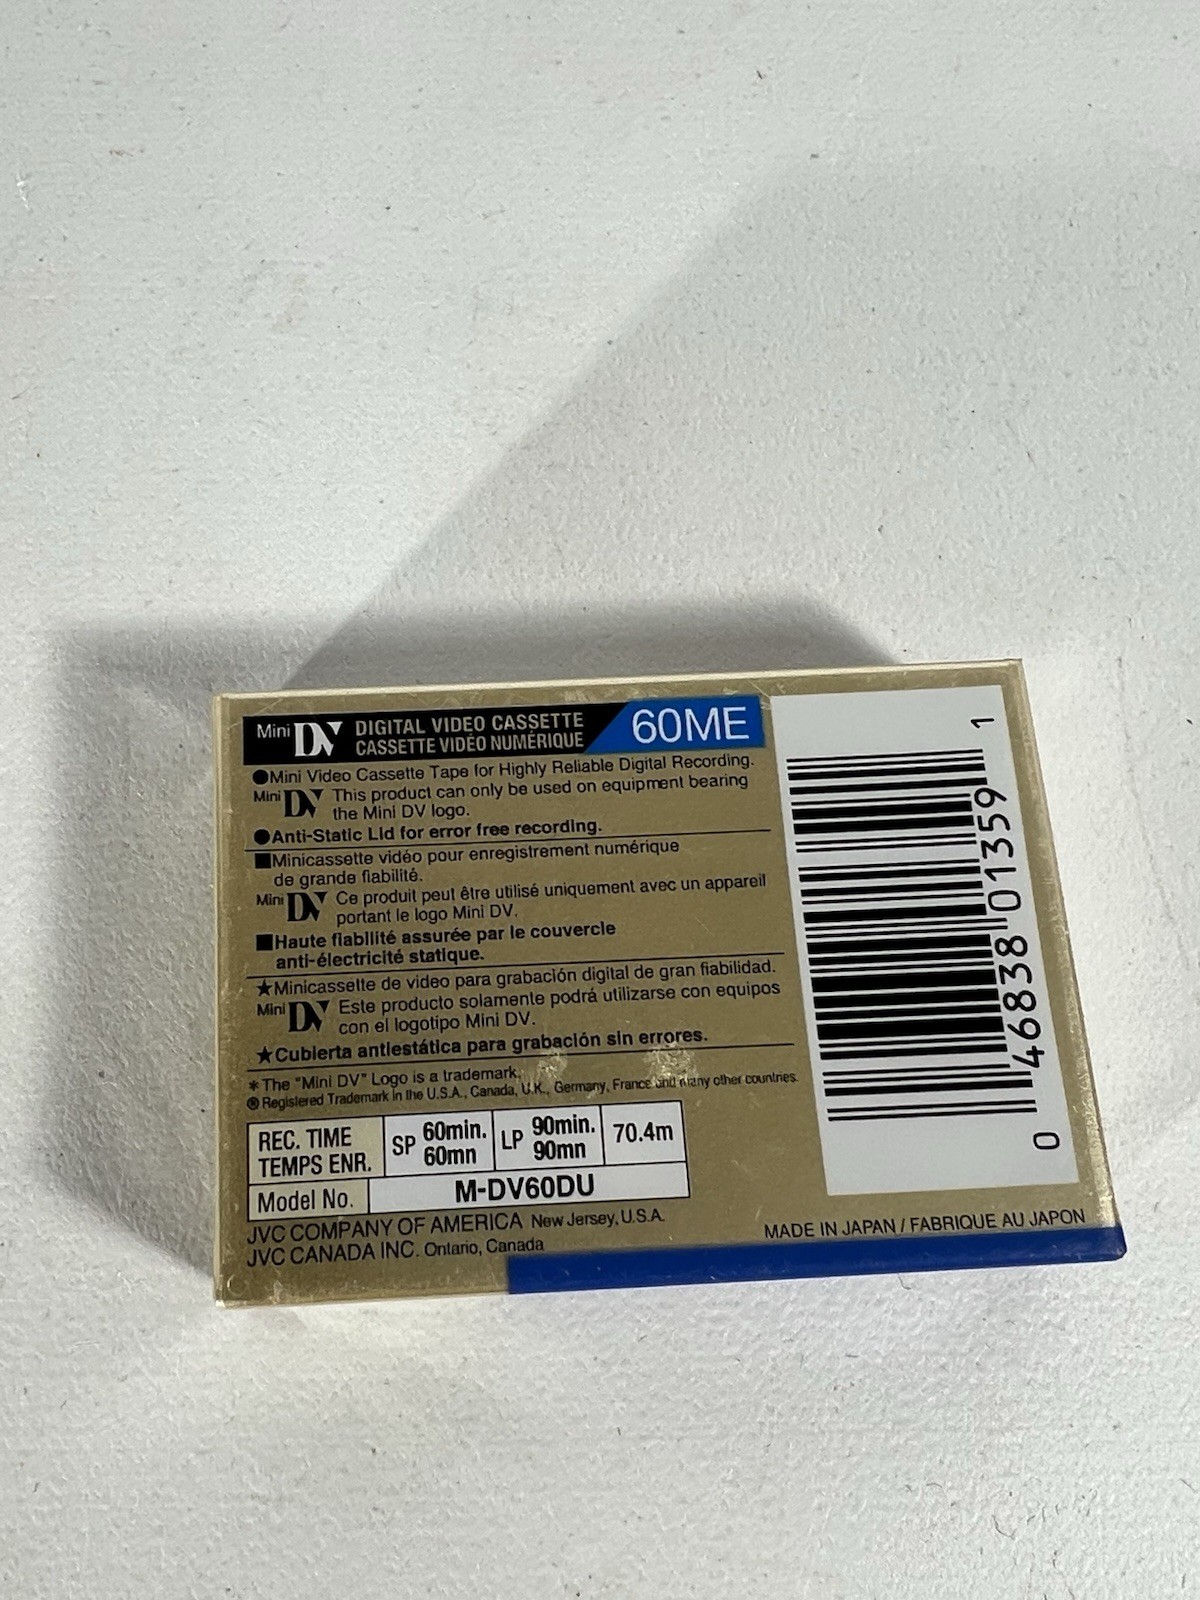 Mini DV DIGITAL VIDEO CASSETTE
CASSETTE VIDÉO NUMÉRIQUE
60ME
●Mini Video Cassette Tape for Highly Reliable Digital Recording.
Mini DV This product can only be used on equipment bearing
the Mini DV logo.
●Anti-Static Lid for error free recording.
■Minicassette vidéo pour enregistrement numérique
de grande fiabilité.
Mini DV Ce produit peut être utilisé uniquement avec un appareil
portant le logo Mini DV.
■Haute fiabilité assurée par le couvercle
anti-électricité statique.
★Minicassette de video para grabación digital de gran fiabilidad.
Mini DV Este producto solamente podrá utilizarse con equipos
con el logotipo Mini DV.
★Cubierta antiestática para grabación sin errores.
*The "Mini DV" Logo is a trademark.
®Registered Trademark in the U.S.A., Canada, U.K., Germany, France and many other countries.
REC. TIME
TEMPS ENR.
SP 60min.
60mn
LP 90min.
90mn
70.4m
Model No. M-DV60DU
JVC COMPANY OF AMERICA New Jersey, U.S.A.
JVC CANADA INC. Ontario, Canada
MADE IN JAPAN / FABRIQUE AU JAPON
0 46838 01359 1